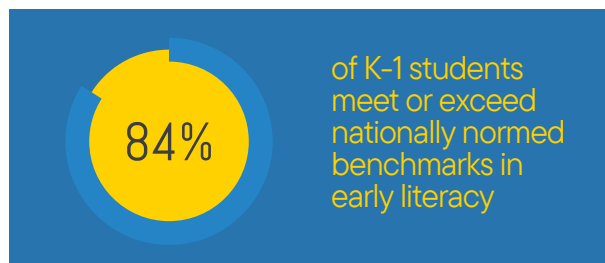 84%
of K-1 students
meet or exceed
nationally normed
benchmarks in
early literacy